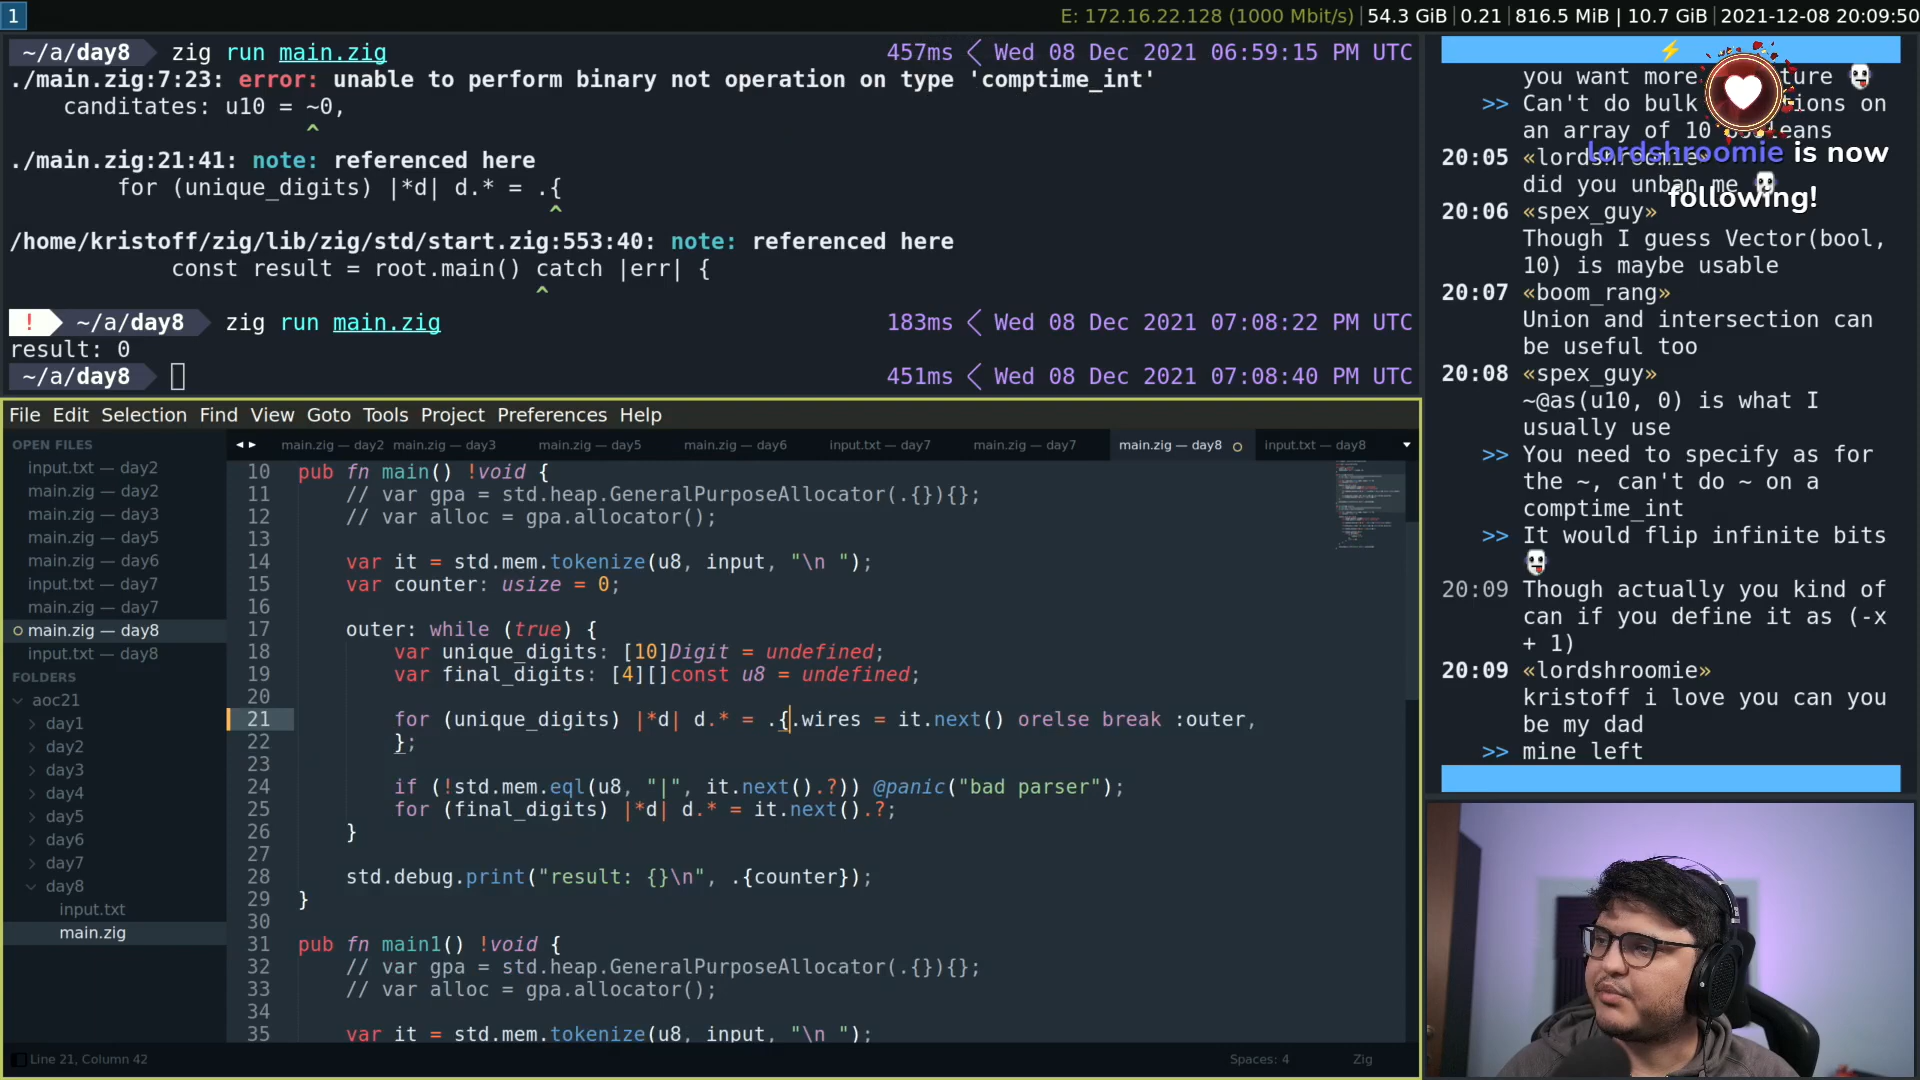 1
E: 172.16.22.128 (1000 Mbit/s)|54.3 GiB|0.21|816.5 MiB | 10.7 GiB|2021-12-08 20:09:50
~/a/day8 zig run main.zig 457ms Wed 08 Dec 2021 06:59:15 PM UTC
./main.zig:7:23: error: unable to perform binary not operation on type 'comptime_int'
canditates: u10 = ~0,
^
./main.zig:21:41: note: referenced here
for (unique_digits) |*d| d.* = .{
^
/home/kristoff/zig/lib/zig/std/start.zig:553:40: note: referenced here
const result = root.main() catch |err| {
^
! ~/a/day8 zig run main.zig 183ms Wed 08 Dec 2021 07:08:22 PM UTC
result: 0
~/a/day8 451ms Wed 08 Dec 2021 07:08:40 PM UTC
File Edit Selection Find View Goto Tools Project Preferences Help
OPEN FILES
input.txt — day2
main.zig — day2
main.zig — day3
main.zig — day5
main.zig — day6
input.txt — day7
main.zig — day7
main.zig — day8
input.txt — day8
FOLDERS
aoc21
day1
day2
day3
day4
day5
day6
day7
day8
input.txt
main.zig
main.zig — day2 main.zig — day3 main.zig — day5 main.zig — day6 input.txt — day7 main.zig — day7 main.zig — day8 input.txt — day8
10 pub fn main() !void {
11 // var gpa = std.heap.GeneralPurposeAllocator(.{}){};
12 // var alloc = gpa.allocator();
13
14 var it = std.mem.tokenize(u8, input, "\n ");
15 var counter: usize = 0;
16
17 outer: while (true) {
18 var unique_digits: [10]Digit = undefined;
19 var final_digits: [4][]const u8 = undefined;
20
21 for (unique_digits) |*d| d.* = .{.wires = it.next() orelse break :outer,
22 };
23
24 if (!std.mem.eql(u8, "|", it.next().?)) @panic("bad parser");
25 for (final_digits) |*d| d.* = it.next().?;
26 }
27
28 std.debug.print("result: {}\n", .{counter});
29 }
30
31 pub fn main1() !void {
32 // var gpa = std.heap.GeneralPurposeAllocator(.{}){};
33 // var alloc = gpa.allocator();
34
35 var it = std.mem.tokenize(u8, input, "\n ");
Line 21, Column 42 Spaces: 4 Zig
you want more
>> Can't do bulk
an array of 10
20:05
did you unban me
20:06 «spex_guy»
Though I guess Vector(bool,
10) is maybe usable
20:07 «boom_rang»
Union and intersection can
be useful too
20:08 «spex_guy»
~@as(u10, 0) is what I
usually use
>> You need to specify as for
the ~, can't do ~ on a
comptime_int
>> It would flip infinite bits
20:09 Though actually you kind of
can if you define it as (-x
+ 1)
20:09 «lordshroomie»
kristoff i love you can you
be my dad
>> mine left
lordshroomie is now
following!